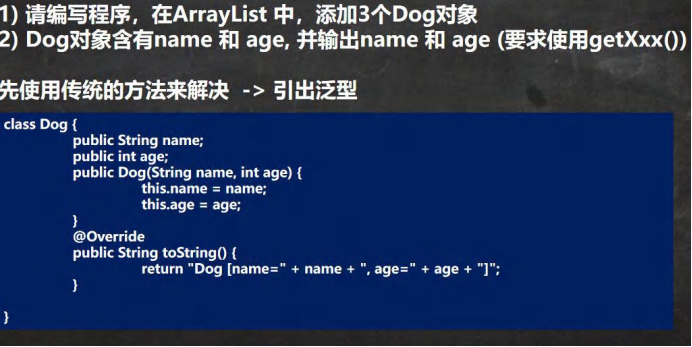 1) 请编写程序，在ArrayList 中，添加3个Dog对象
2) Dog对象含有name 和 age, 并输出name 和 age (要求使用getXxx())
先使用传统的方法来解决 -> 引出泛型
class Dog {
public String name;
public int age;
public Dog(String name, int age) {
this.name = name;
this.age = age;
}
@Override
public String toString() {
return "Dog [name=" + name + ", age=" + age + "]";
}
}